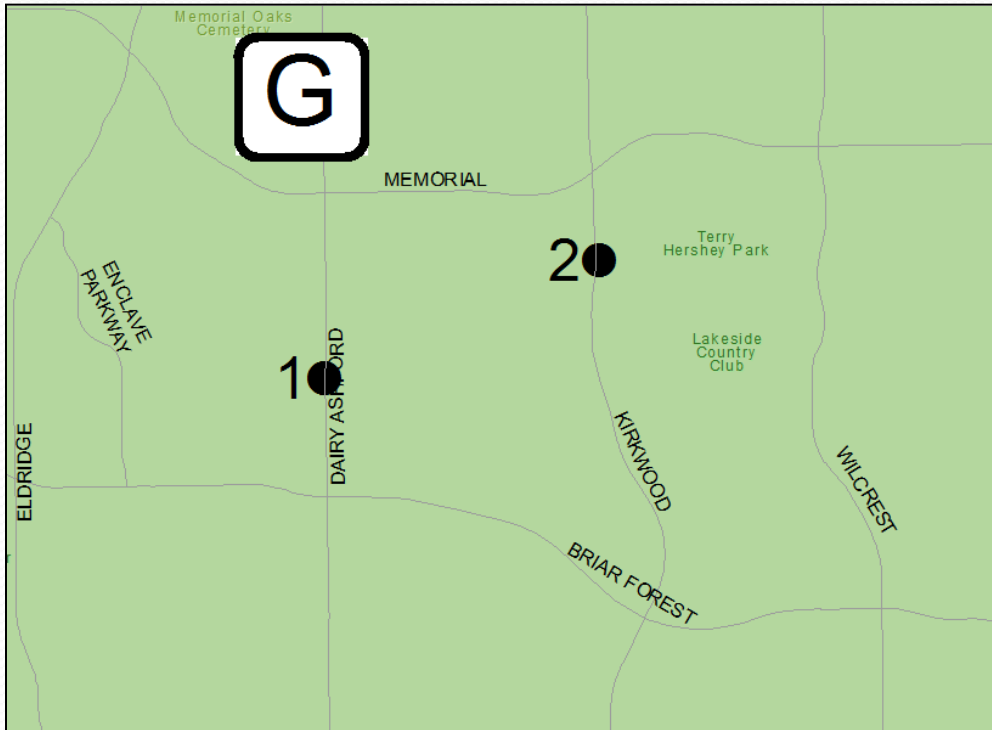 Memorial Oaks
Cemetery
G
MEMORIAL
Terry
Hershey Park
2
ENCLAVE
PARKWAY
Lakeside
Country
Club
1
DAIRY ASHFORD
KIRKWOOD
ELDRIDGE
WILCREST
BRIAR FOREST
r